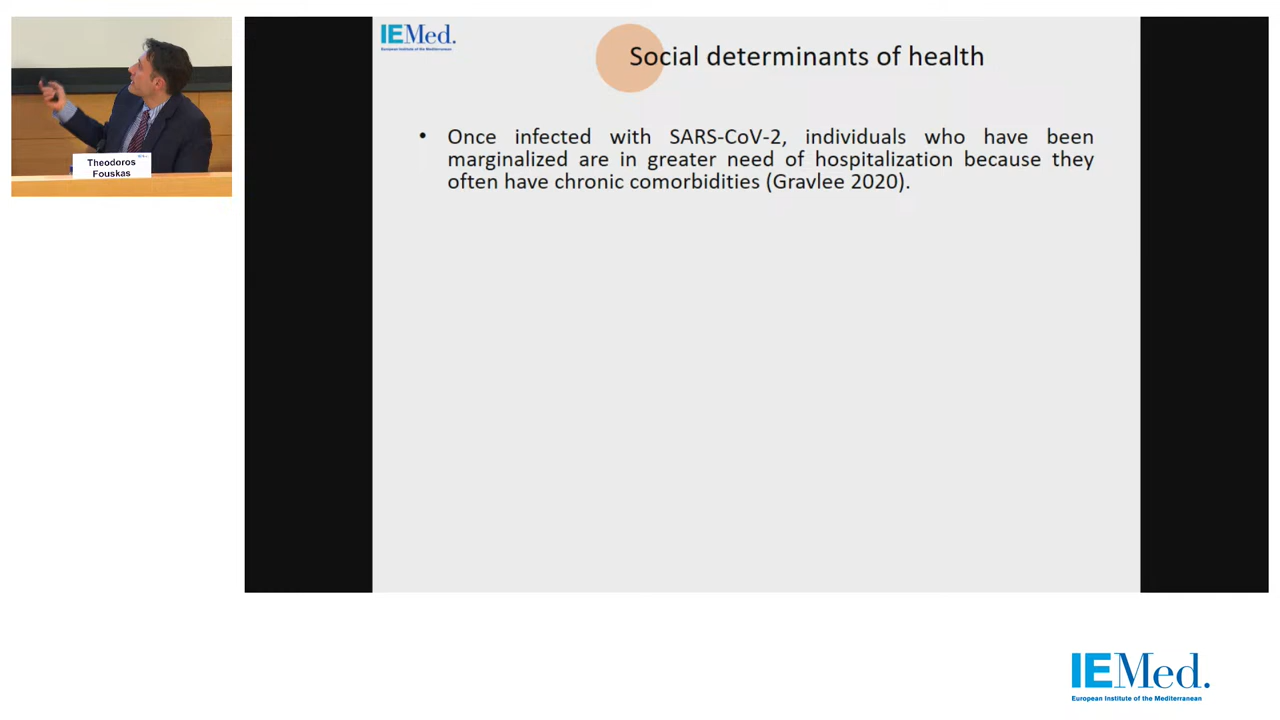 IEMed.
European Institute of the Mediterranean
Social determinants of health
Theodoros
Fouskas
• Once infected with SARS-CoV-2, individuals who have been
marginalized are in greater need of hospitalization because they
often have chronic comorbidities (Gravlee 2020).
IEMed.
European Institute of the Mediterranean